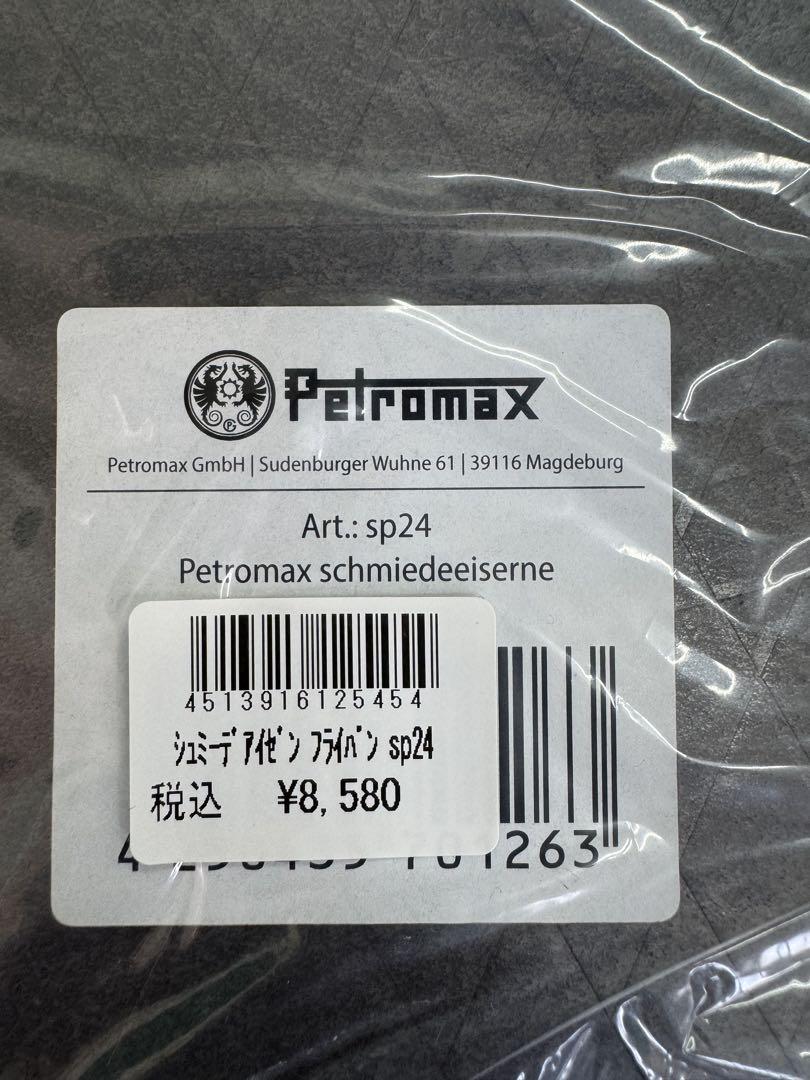 Petromax
Petromax GmbH | Sudenburger Wuhne 61 | 39116 Magdeburg
Art.: sp24
Petromax schmiedeeiserne
4513916125454
ｼｭﾐｰﾃﾞｱｲｾﾞﾝ ﾌﾗｲﾊﾟﾝ sp24
税込 ¥8,580
701263